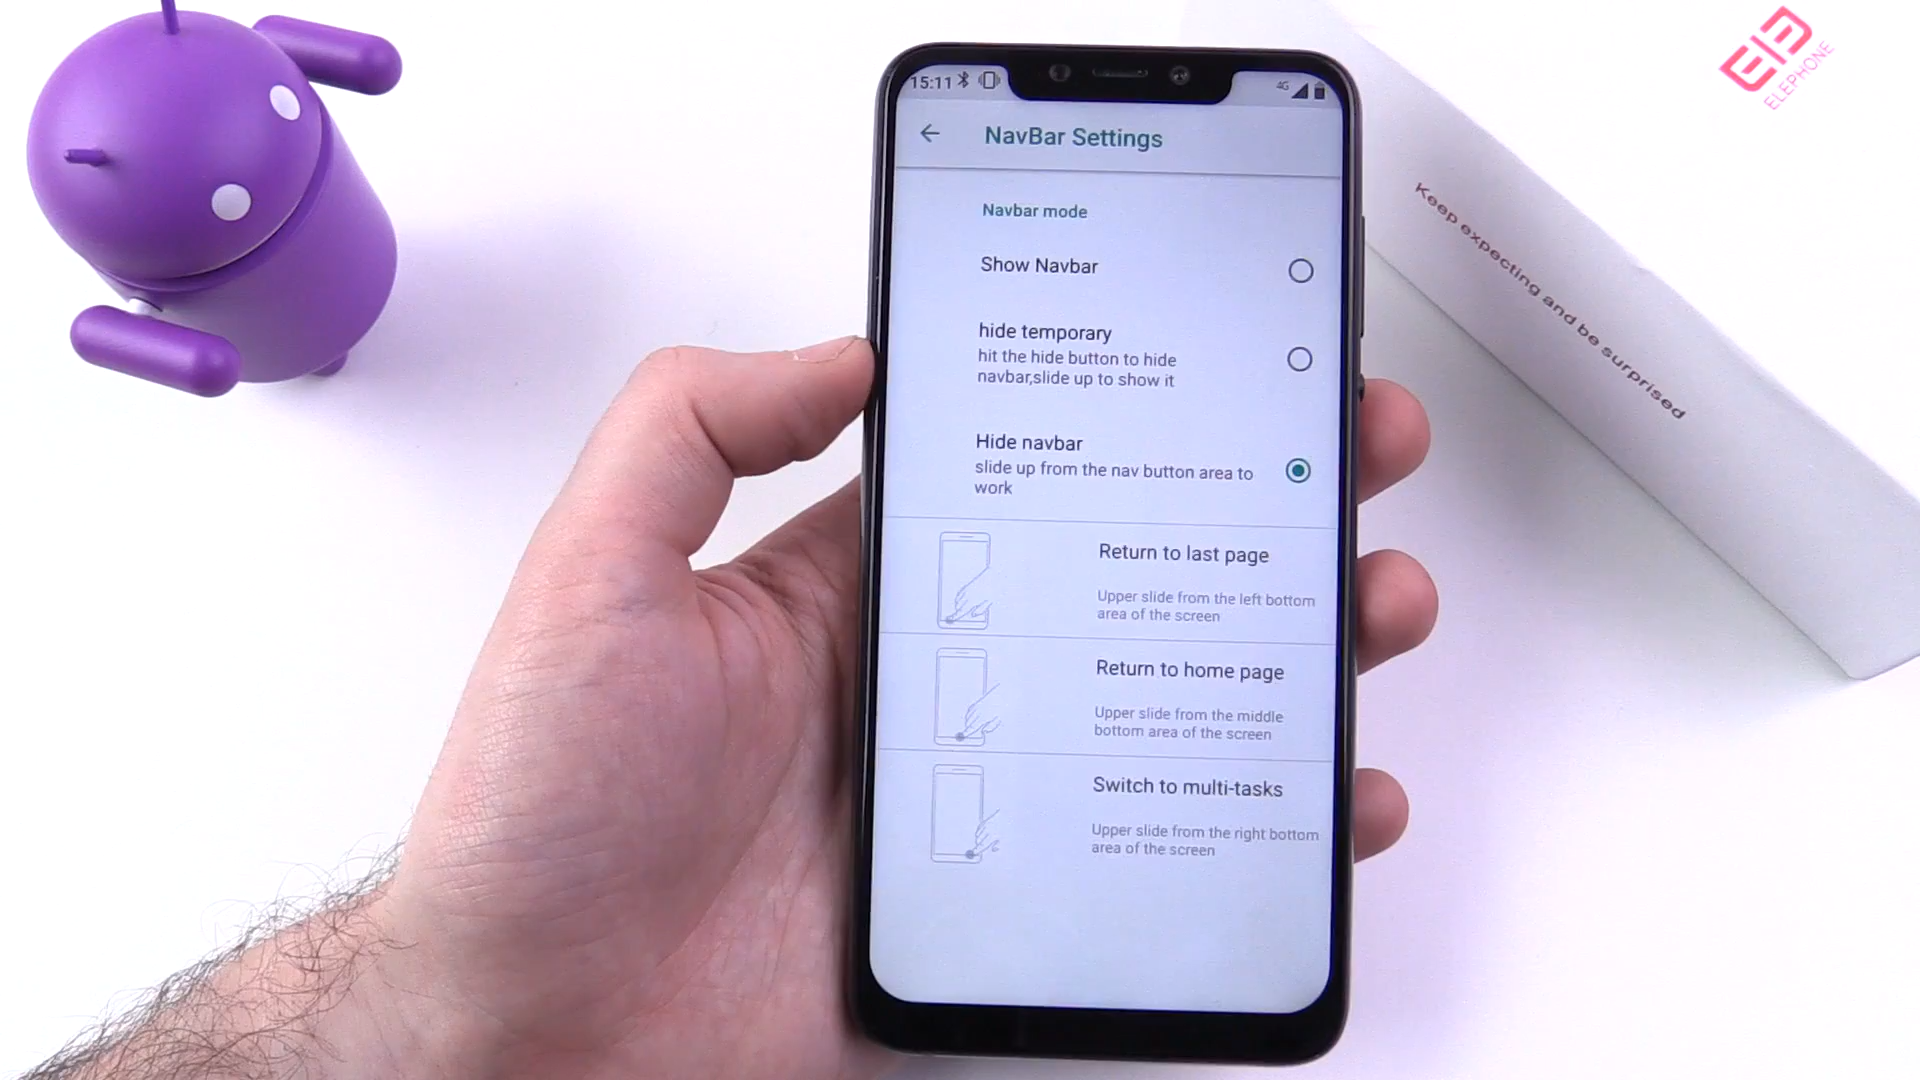 15:11
4G
NavBar Settings
Navbar mode
Show Navbar
hide temporary
hit the hide button to hide
navbar,slide up to show it
Hide navbar
slide up from the nav button area to
work
Return to last page
Upper slide from the left bottom
area of the screen
Return to home page
Upper slide from the middle
bottom area of the screen
Switch to multi-tasks
Upper slide from the right bottom
area of the screen
ELEPHONE
Keep expecting and be surprised